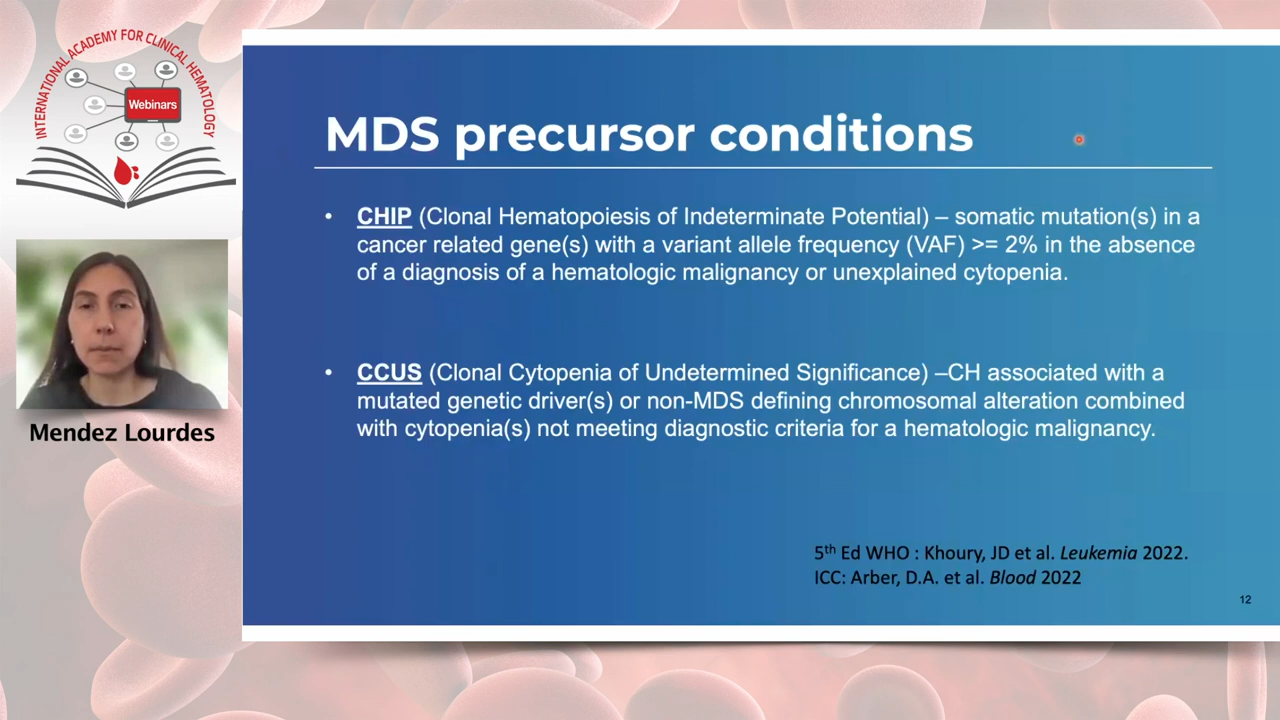 INTERNATIONAL ACADEMY FOR CLINICAL HEMATOLOGY
Webinars
Mendez Lourdes
MDS precursor conditions
• CHIP (Clonal Hematopoiesis of Indeterminate Potential) – somatic mutation(s) in a
cancer related gene(s) with a variant allele frequency (VAF) >= 2% in the absence
of a diagnosis of a hematologic malignancy or unexplained cytopenia.
• CCUS (Clonal Cytopenia of Undetermined Significance) –CH associated with a
mutated genetic driver(s) or non-MDS defining chromosomal alteration combined
with cytopenia(s) not meeting diagnostic criteria for a hematologic malignancy.
5th Ed WHO : Khoury, JD et al. Leukemia 2022.
ICC: Arber, D.A. et al. Blood 2022
12